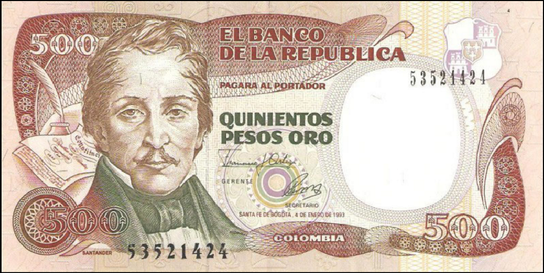 500
EL BANCO
DE LA REPUBLICA
PAGARA AL PORTADOR
53521424
QUINIENTOS
PESOS ORO
GERENTE
SECRETARIO
SANTA FE DE BOGOTA, 4 DE ENERO DE 1993
500
SANTANDER
53521424
COLOMBIA
500